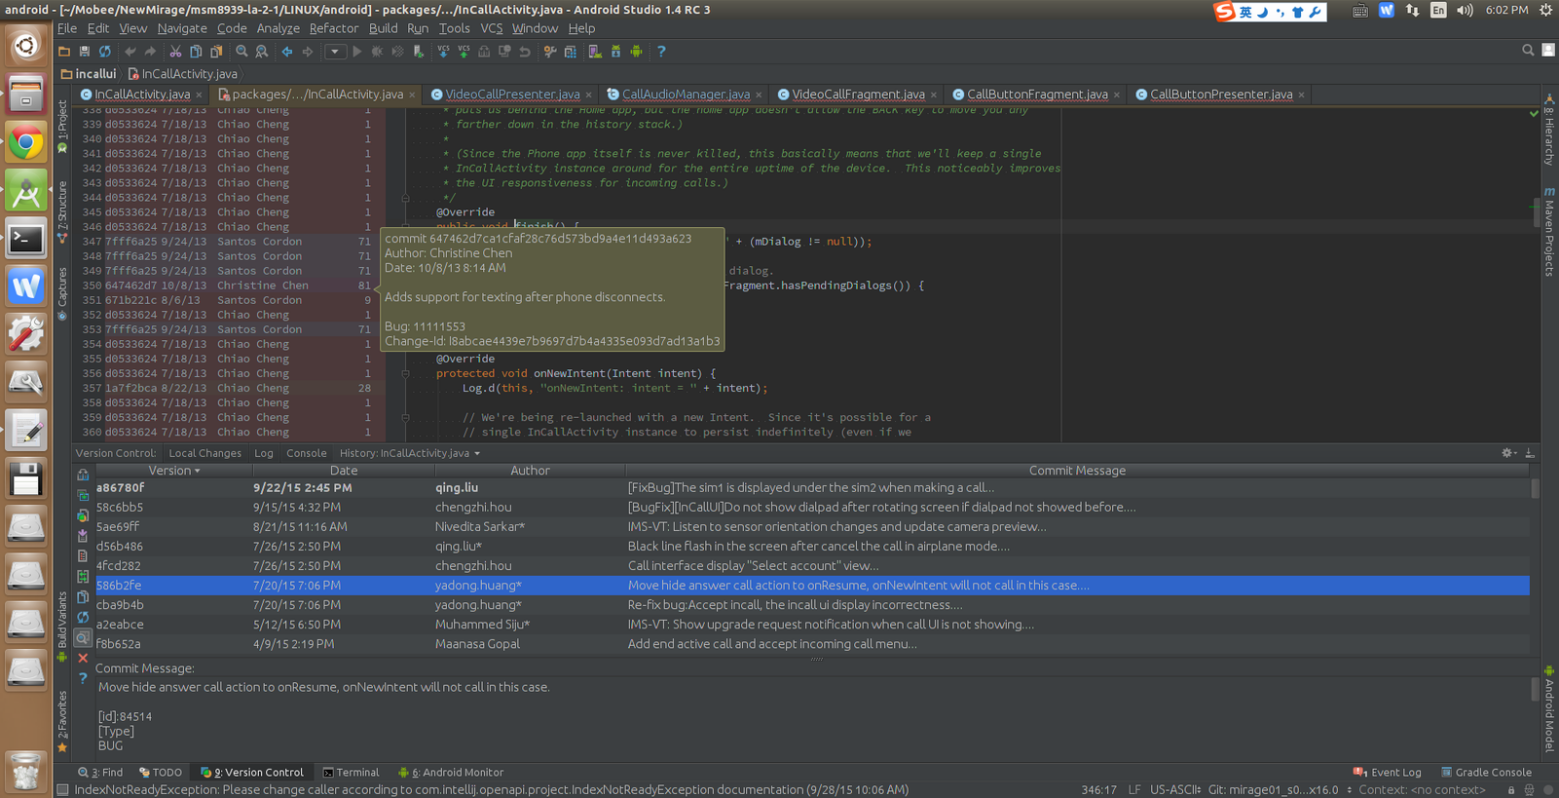 android - [~/Mobee/NewMirage/msm8939-la-2-1/LINUX/android] - packages/.../InCallActivity.java - Android Studio 1.4 RC 3
英
En
6:02 PM
File Edit View Navigate Code Analyze Refactor Build Run Tools VCS Window Help
incallui InCallActivity.java
InCallActivity.java packages/.../InCallActivity.java VideoCallPresenter.java CallAudioManager.java VideoCallFragment.java CallButtonFragment.java CallButtonPresenter.java
338 d0533624 7/18/13 Chiao Cheng 1 * puts us behind the Home app, but the home app doesn't allow the BACK key to move you any
339 d0533624 7/18/13 Chiao Cheng 1 * farther down in the history stack.)
340 d0533624 7/18/13 Chiao Cheng 1 *
341 d0533624 7/18/13 Chiao Cheng 1 * (Since the Phone app itself is never killed, this basically means that we'll keep a single
342 d0533624 7/18/13 Chiao Cheng 1 * InCallActivity instance around for the entire uptime of the device. This noticeably improves
343 d0533624 7/18/13 Chiao Cheng 1 * the UI responsiveness for incoming calls.)
344 d0533624 7/18/13 Chiao Cheng 1 */
345 d0533624 7/18/13 Chiao Cheng 1 @Override
346 d0533624 7/18/13 Chiao Cheng 1 public void finish() {
347 7fff6a25 9/24/13 Santos Cordon 71 " + (mDialog != null));
348 7fff6a25 9/24/13 Santos Cordon 71
349 7fff6a25 9/24/13 Santos Cordon 71 dialog.
350 647462d7 10/8/13 Christine Chen 81 Fragment.hasPendingDialogs()) {
351 671b221c 8/6/13 Santos Cordon 9
352 d0533624 7/18/13 Chiao Cheng 1
353 7fff6a25 9/24/13 Santos Cordon 71
354 d0533624 7/18/13 Chiao Cheng 1
355 d0533624 7/18/13 Chiao Cheng 1 @Override
356 d0533624 7/18/13 Chiao Cheng 1 protected void onNewIntent(Intent intent) {
357 1a7f2bca 8/22/13 Chiao Cheng 28 Log.d(this, "onNewIntent: intent = " + intent);
358 d0533624 7/18/13 Chiao Cheng 1
359 d0533624 7/18/13 Chiao Cheng 1 // We're being re-launched with a new Intent. Since it's possible for a
360 d0533624 7/18/13 Chiao Cheng 1 // single InCallActivity instance to persist indefinitely (even if we
commit 647462d7ca1cfaf28c76d573bd9a4e11d493a623
Author: Christine Chen
Date: 10/8/13 8:14 AM
Adds support for texting after phone disconnects.
Bug: 11111553
Change-Id: I8abcae4439e7b9697d7b4a4335e093d7ad13a1b3
1: Project
7: Structure
Captures
Build Variants
2: Favorites
8: Hierarchy
Maven Projects
Android Model
Version Control: Local Changes Log Console History: InCallActivity.java
Version Date Author Commit Message
a86780f 9/22/15 2:45 PM qing.liu [FixBug]The sim1 is displayed under the sim2 when making a call...
58c6bb5 9/15/15 4:32 PM chengzhi.hou [BugFix][InCallUI]Do not show dialpad after rotating screen if dialpad not showed before....
5ae69ff 8/21/15 11:16 AM Nivedita Sarkar* IMS-VT: Listen to sensor orientation changes and update camera preview...
d56b486 7/26/15 2:50 PM qing.liu* Black line flash in the screen after cancel the call in airplane mode....
4fcd282 7/26/15 2:50 PM chengzhi.hou Call interface display "Select account" view...
586b2fe 7/20/15 7:06 PM yadong.huang* Move hide answer call action to onResume, onNewIntent will not call in this case....
cba9b4b 7/20/15 7:06 PM yadong.huang* Re-fix bug:Accept incall, the incall ui display incorrectness....
a2eabce 5/12/15 6:50 PM Muhammed Siju* IMS-VT: Show upgrade request notification when call UI is not showing....
f8b652a 4/9/15 2:19 PM Maanasa Gopal Add end active call and accept incoming call menu...
Commit Message:
Move hide answer call action to onResume, onNewIntent will not call in this case.
[Id]:84514
[Type]
BUG
3: Find TODO 9: Version Control Terminal 6: Android Monitor Event Log Gradle Console
IndexNotReadyException: Please change caller according to com.intellij.openapi.project.IndexNotReadyException documentation (9/28/15 10:06 AM) 346:17 LF US-ASCII Git: mirage01_s0...x16.0 Context: <no context>